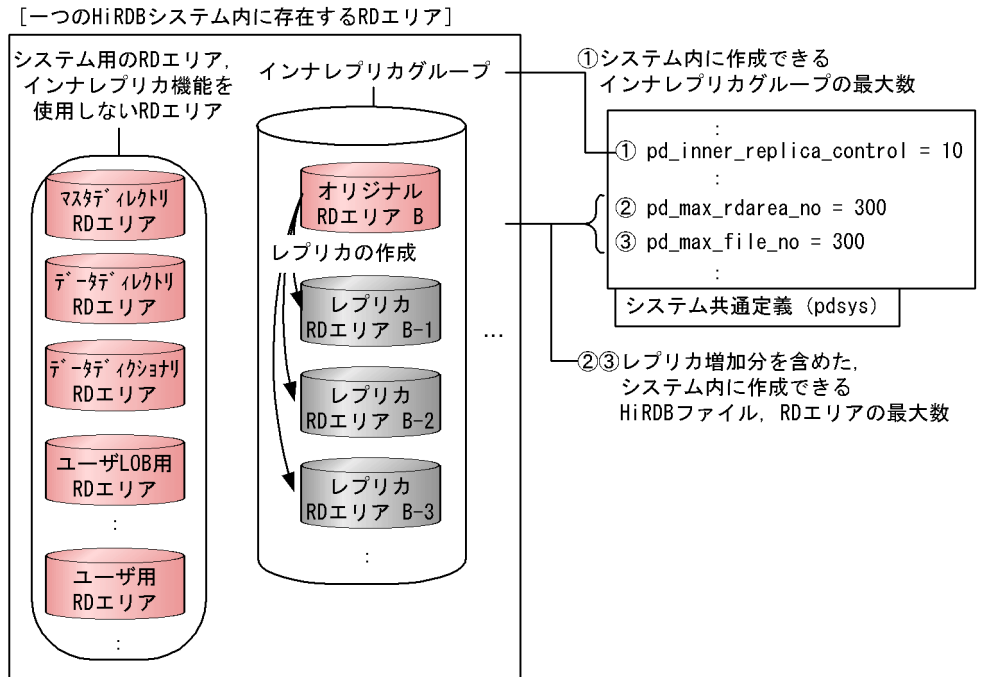 [一つのHiRDBシステム内に存在するRDエリア]
システム用のRDエリア,
インナレプリカ機能を
使用しないRDエリア
マスタディレクトリ
RDエリア
データディレクトリ
RDエリア
データディクショナリ
RDエリア
ユーザLOB用
RDエリア
:
ユーザ用
RDエリア
:
インナレプリカグループ
オリジナル
RDエリア B
レプリカの作成
レプリカ
RDエリア B-1
レプリカ
RDエリア B-2
レプリカ
RDエリア B-3
:
…
①システム内に作成できる
インナレプリカグループの最大数
:
① pd_inner_replica_control = 10
:
② pd_max_rdarea_no = 300
③ pd_max_file_no = 300
:
システム共通定義 (pdsys)
②③レプリカ増加分を含めた,
システム内に作成できる
HiRDBファイル, RDエリアの最大数